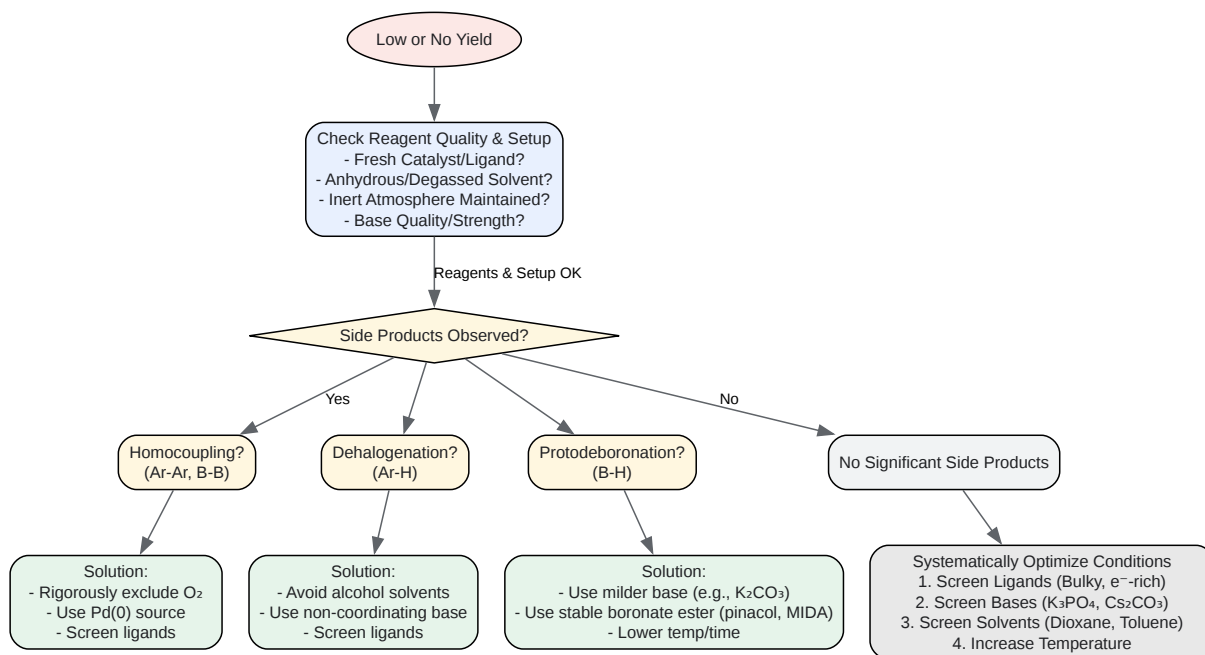 Low or No Yield
Check Reagent Quality & Setup
- Fresh Catalyst/Ligand?
- Anhydrous/Degassed Solvent?
- Inert Atmosphere Maintained?
- Base Quality/Strength?
Reagents & Setup OK
Side Products Observed?
Yes
No
Homocoupling?
(Ar-Ar, B-B)
Dehalogenation?
(Ar-H)
Protodeboronation?
(B-H)
No Significant Side Products
Solution:
- Rigorously exclude O₂
- Use Pd(0) source
- Screen ligands
Solution:
- Avoid alcohol solvents
- Use non-coordinating base
- Screen ligands
Solution:
- Use milder base (e.g., K₂CO₃)
- Use stable boronate ester (pinacol, MIDA)
- Lower temp/time
Systematically Optimize Conditions
1. Screen Ligands (Bulky, e⁻-rich)
2. Screen Bases (K₃PO₄, Cs₂CO₃)
3. Screen Solvents (Dioxane, Toluene)
4. Increase Temperature